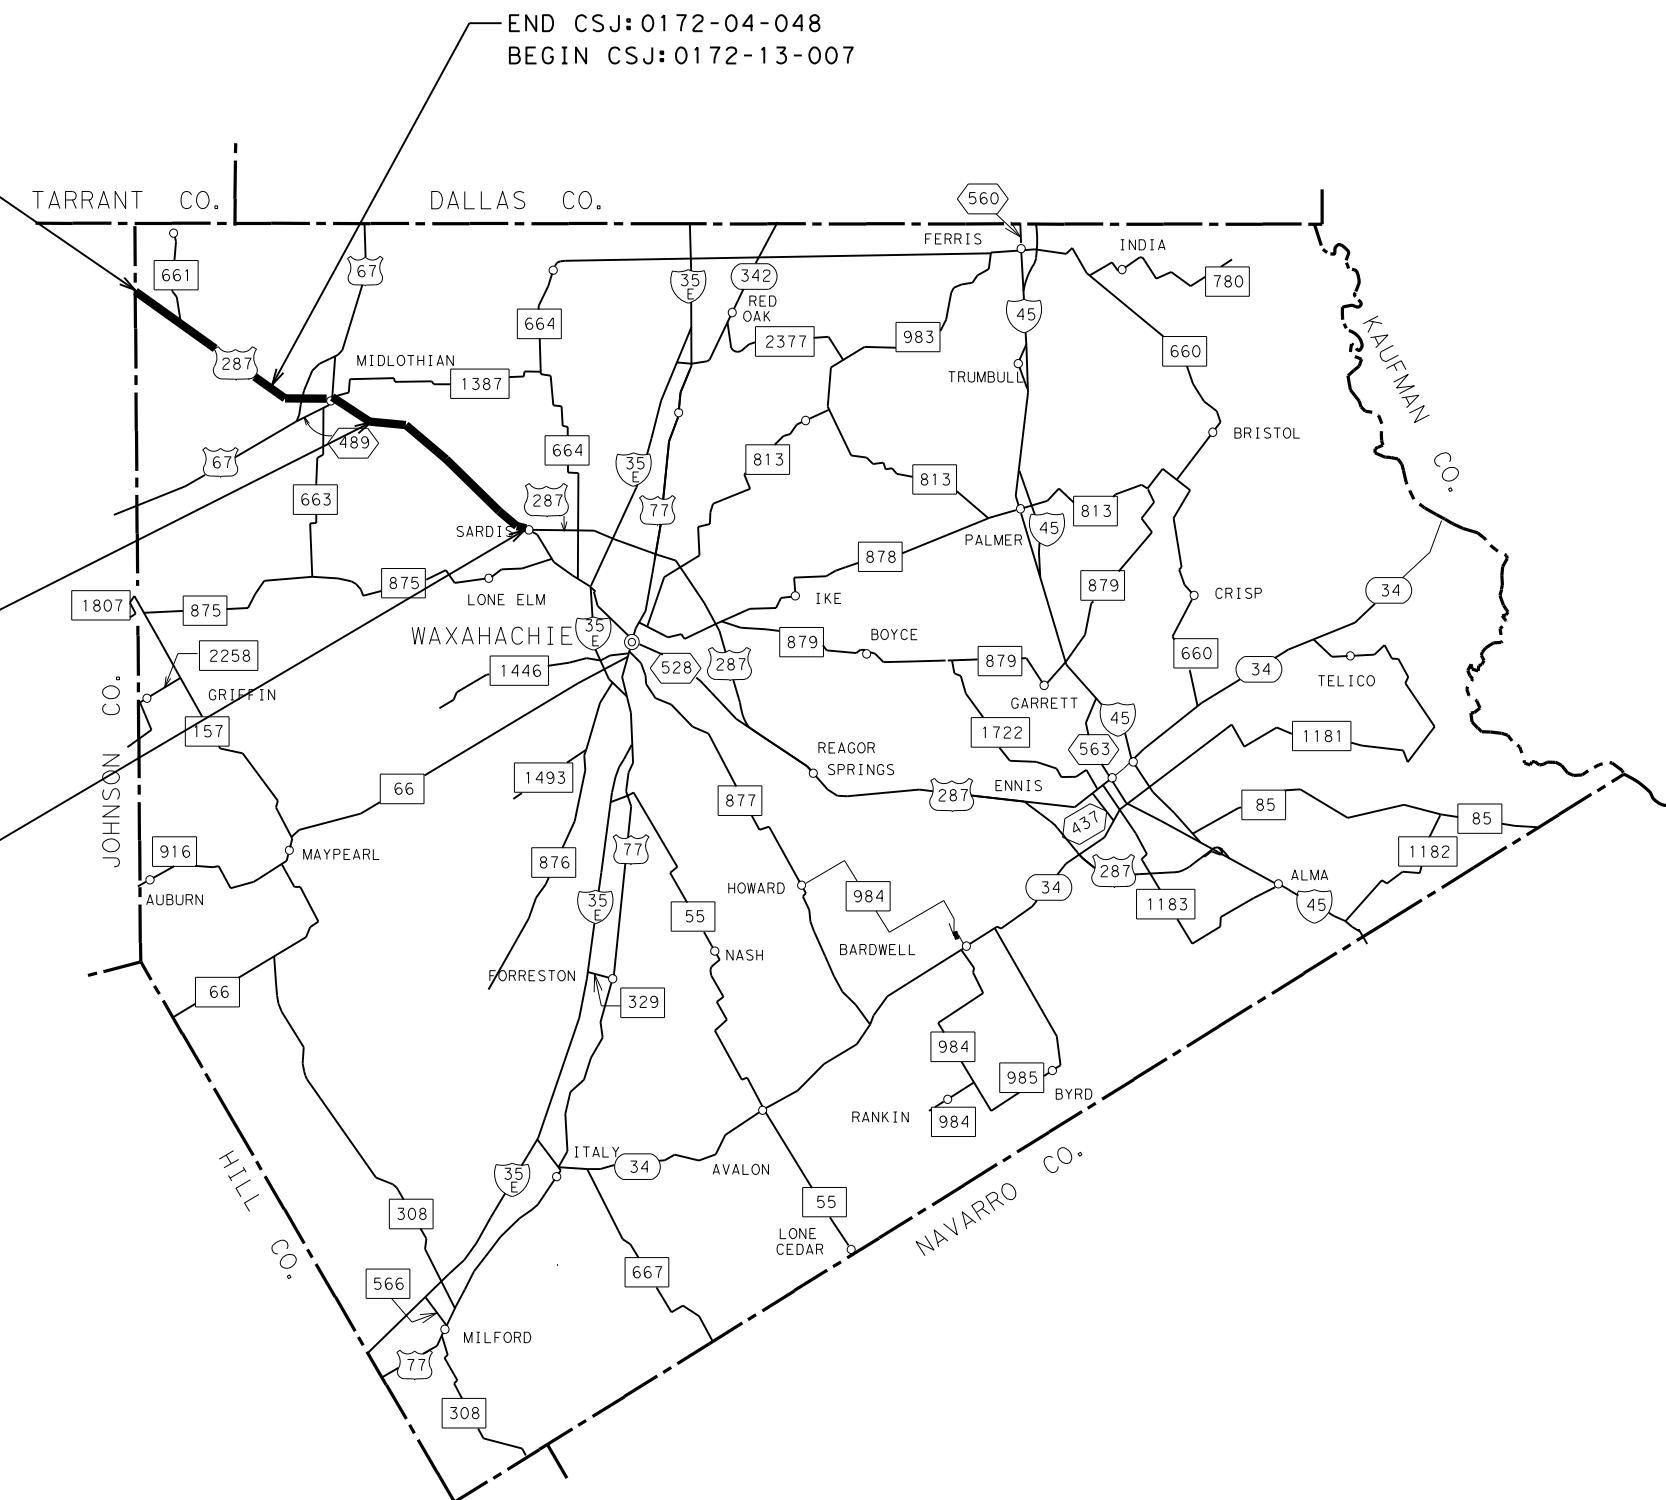 END CSJ:0172-04-048
BEGIN CSJ:0172-13-007
TARRANT CO.
DALLAS CO.
560
FERRIS
INDIA
661
67
35
E
342
780
RED
OAK
45
664
2377
983
KAUFMAN CO.
287
MIDLOTHIAN
1387
660
TRUMBULL
489
BRISTOL
67
664
813
35
E
813
663
287
77
813
45
SARDIS
PALMER
878
875
879
1807
875
LONE ELM
IKE
CRISP
34
WAXAHACHIE
35
E
879
BOYCE
2258
1446
528
287
879
660
34
GRIFFIN
GARRETT
TELICO
JOHNSON CO.
157
1722
45
1181
REAGOR
SPRINGS
563
1493
66
877
287
ENNIS
85
85
437
916
MAYPEARL
876
77
1182
287
HOWARD
984
34
ALMA
AUBURN
35
E
55
1183
45
BARDWELL
NASH
FORRESTON
66
329
984
985
BYRD
RANKIN
984
HILL CO.
ITALY
34
AVALON
35
E
NAVARRO CO.
55
308
LONE
CEDAR
566
667
MILFORD
77
308